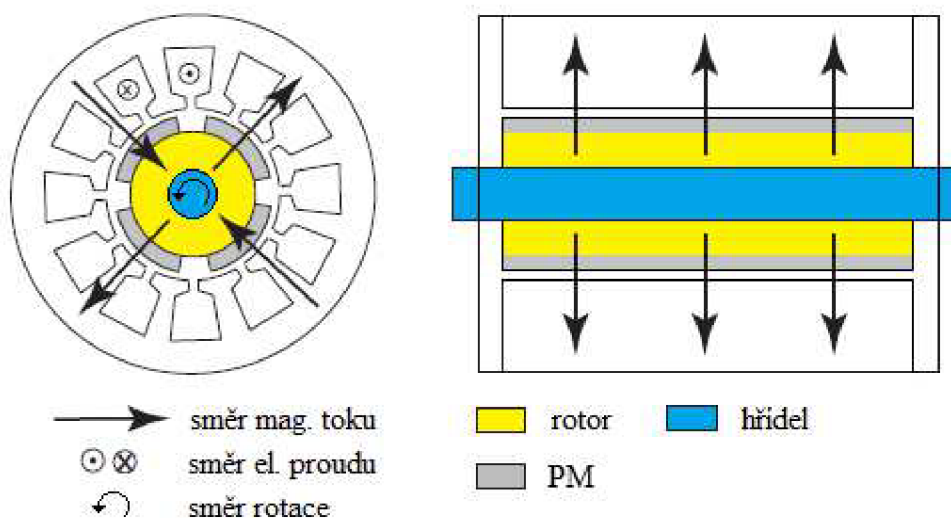 směr mag. toku
směr el. proudu
směr rotace
rotor
hřídel
PM